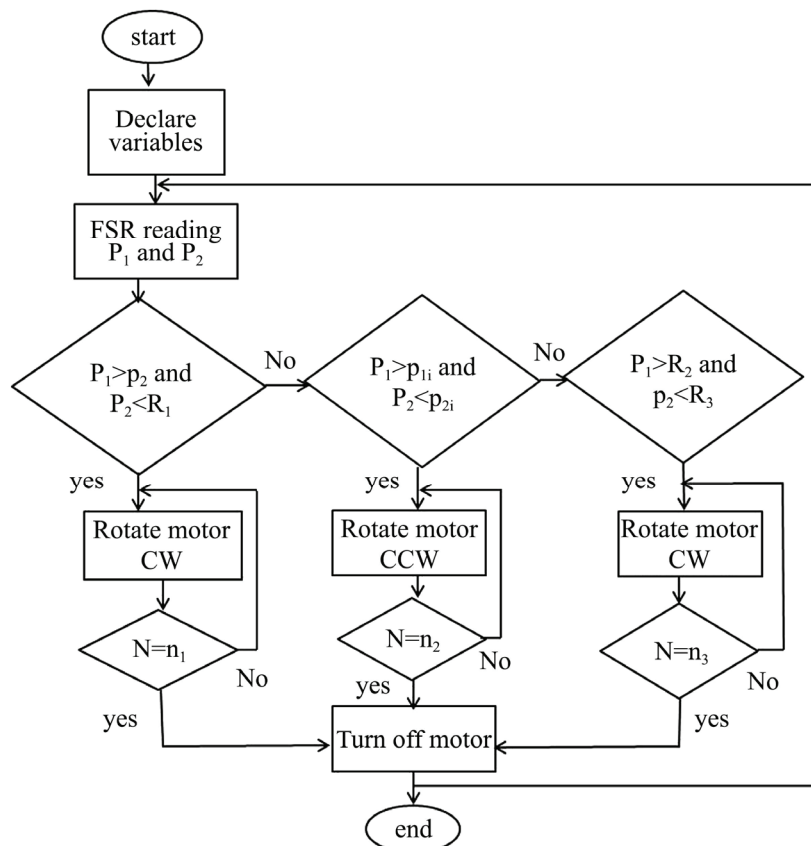 start
Declare
variables
FSR reading
P₁ and P₂
P₁>p₂ and
P₂<R₁
No
P₁>p₁ᵢ and
P₂<p₂ᵢ
No
P₁>R₂ and
p₂<R₃
yes
Rotate motor
CW
N=n₁
No
yes
yes
Rotate motor
CCW
N=n₂
No
yes
yes
Rotate motor
CW
N=n₃
No
yes
Turn off motor
end